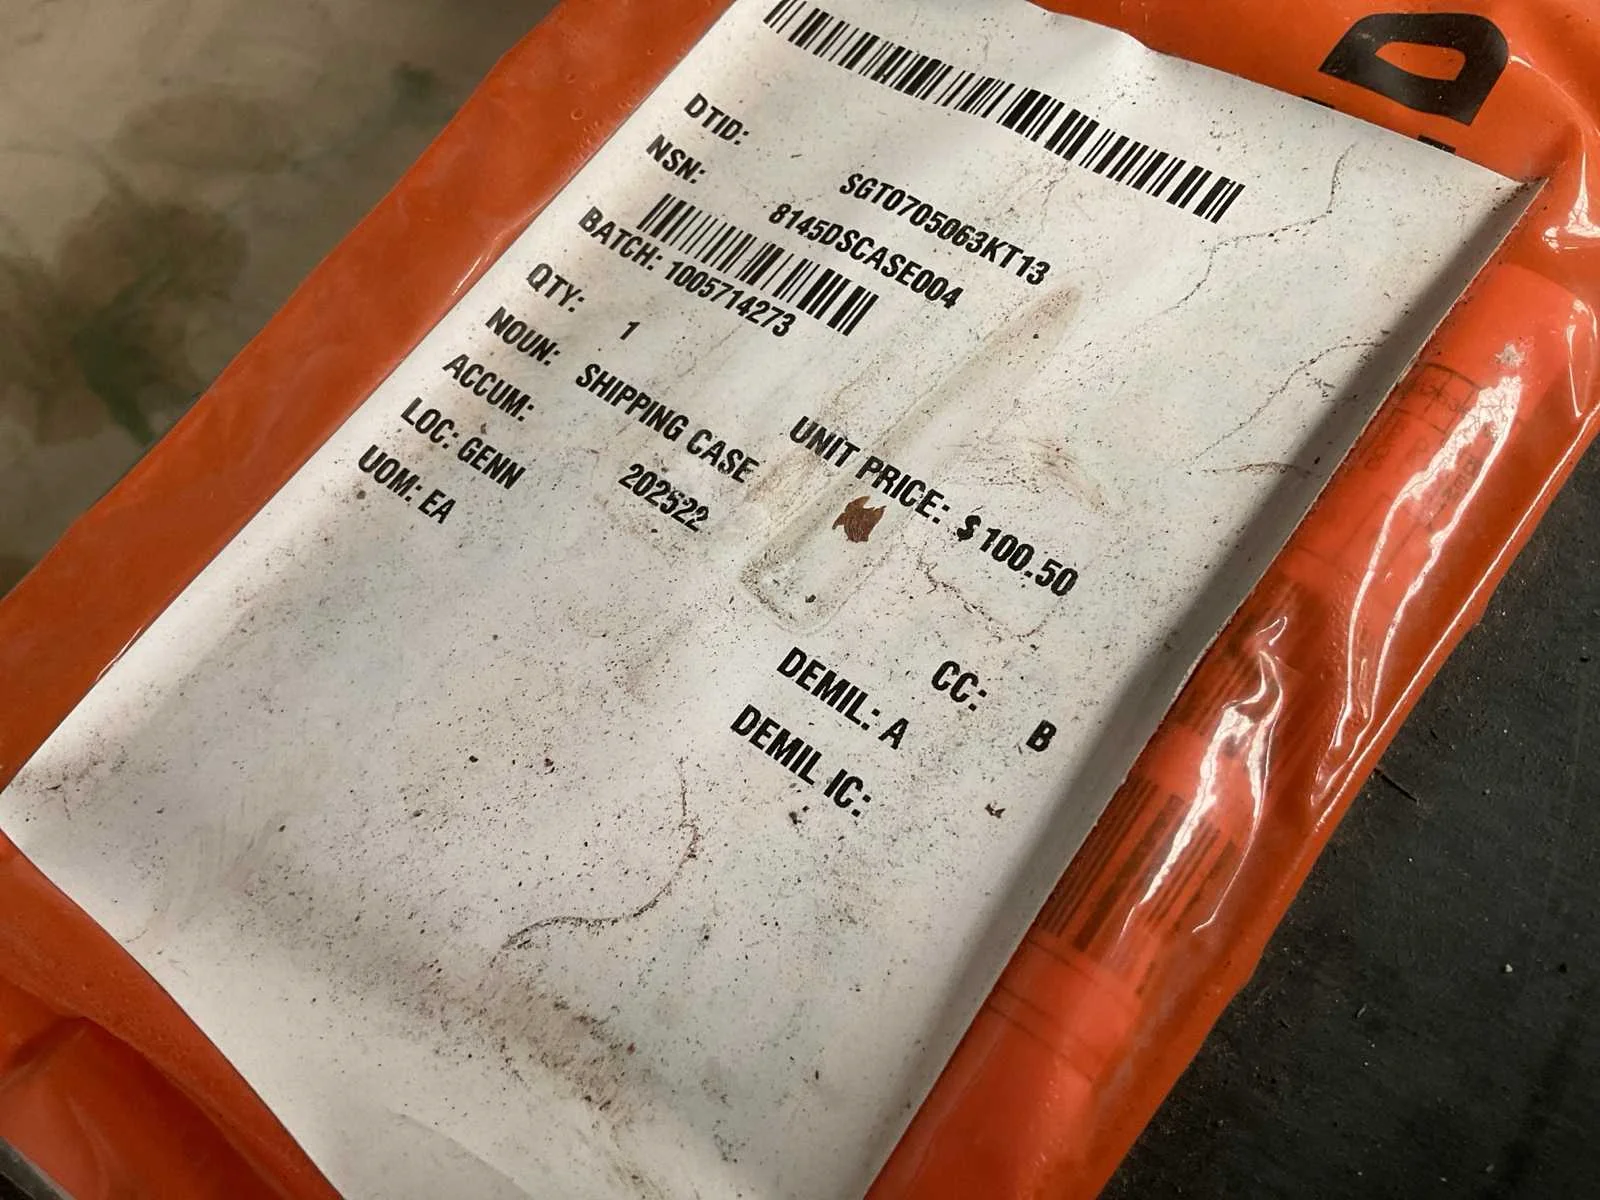 DTID: SGT0705063KT13
NSN: 8145DSCASE004
BATCH: 1005714273
QTY: 1
UNIT PRICE: $ 100.50
NOUN: SHIPPING CASE
ACCUM: 202522
CC: B
LOC: GENN
DEMIL: A
UOM: EA
DEMIL IC: